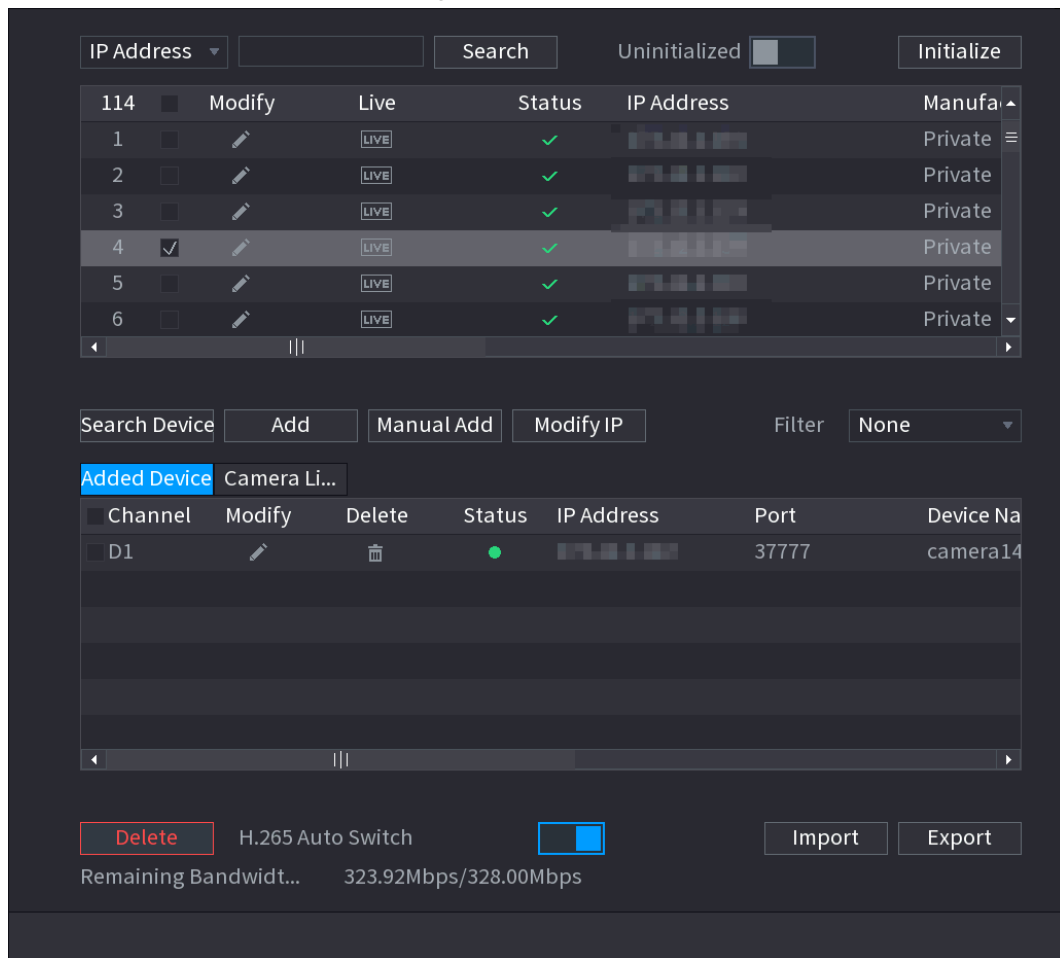 IP Address Search Uninitialized Initialize
114 Modify Live Status IP Address Manufa
1 LIVE Private
2 LIVE Private
3 LIVE Private
4 LIVE Private
5 LIVE Private
6 LIVE Private
Search Device Add Manual Add Modify IP Filter None
Added Device Camera Li...
Channel Modify Delete Status IP Address Port Device Na
D1 37777 camera14
Delete H.265 Auto Switch Import Export
Remaining Bandwidt... 323.92Mbps/328.00Mbps